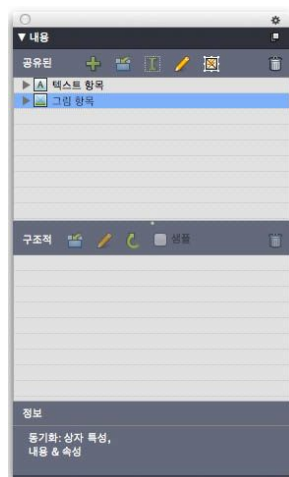 내용
공유된
A 텍스트 항목
그림 항목
구조적 샘플
정보
동기화: 상자 특성,
내용 & 속성